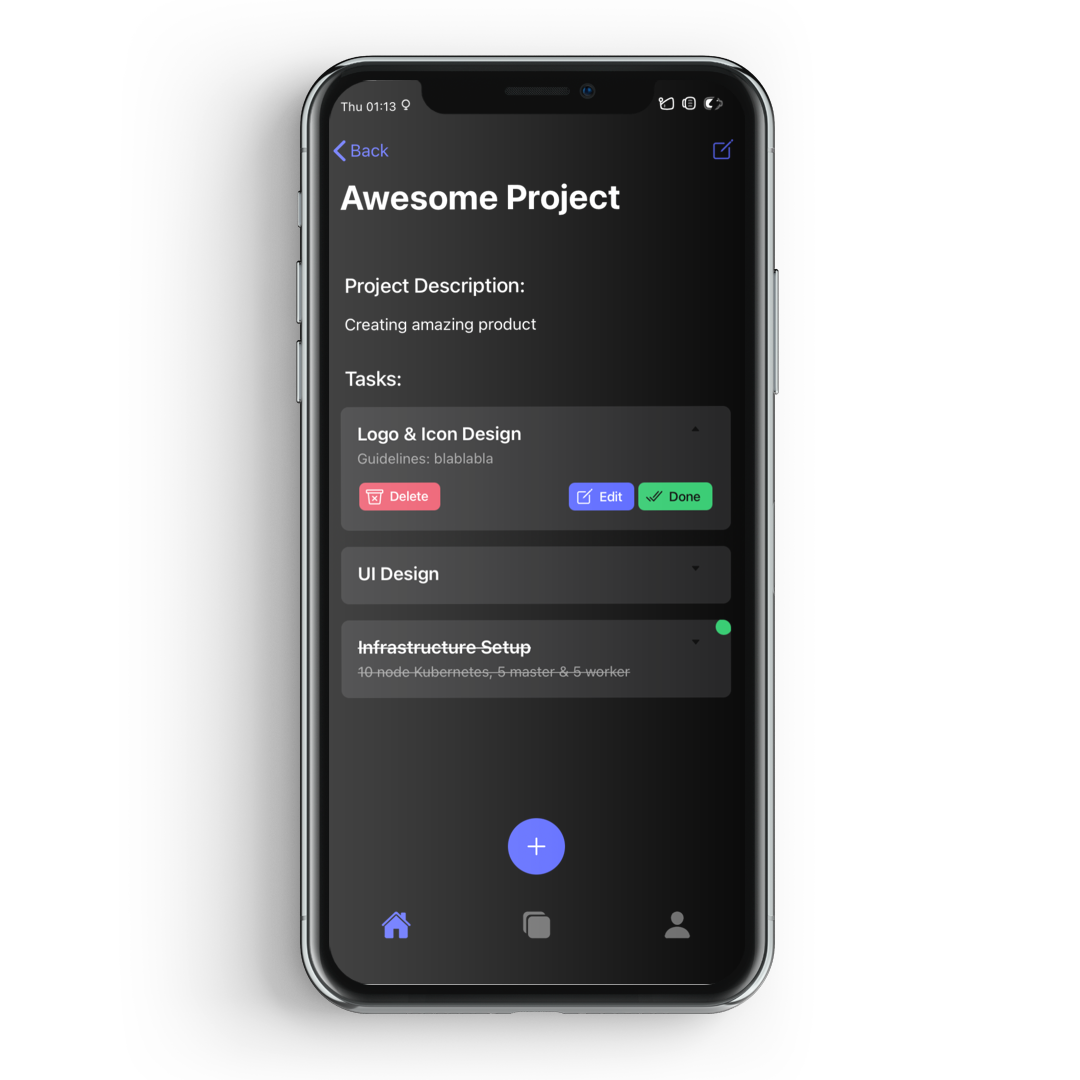 Thu 01:13
Back
Awesome Project
Project Description:
Creating amazing product
Tasks:
Logo & Icon Design
Guidelines: blablabla
Delete
Edit
Done
UI Design
Infrastructure Setup
10 node Kubernetes, 5 master & 5 worker